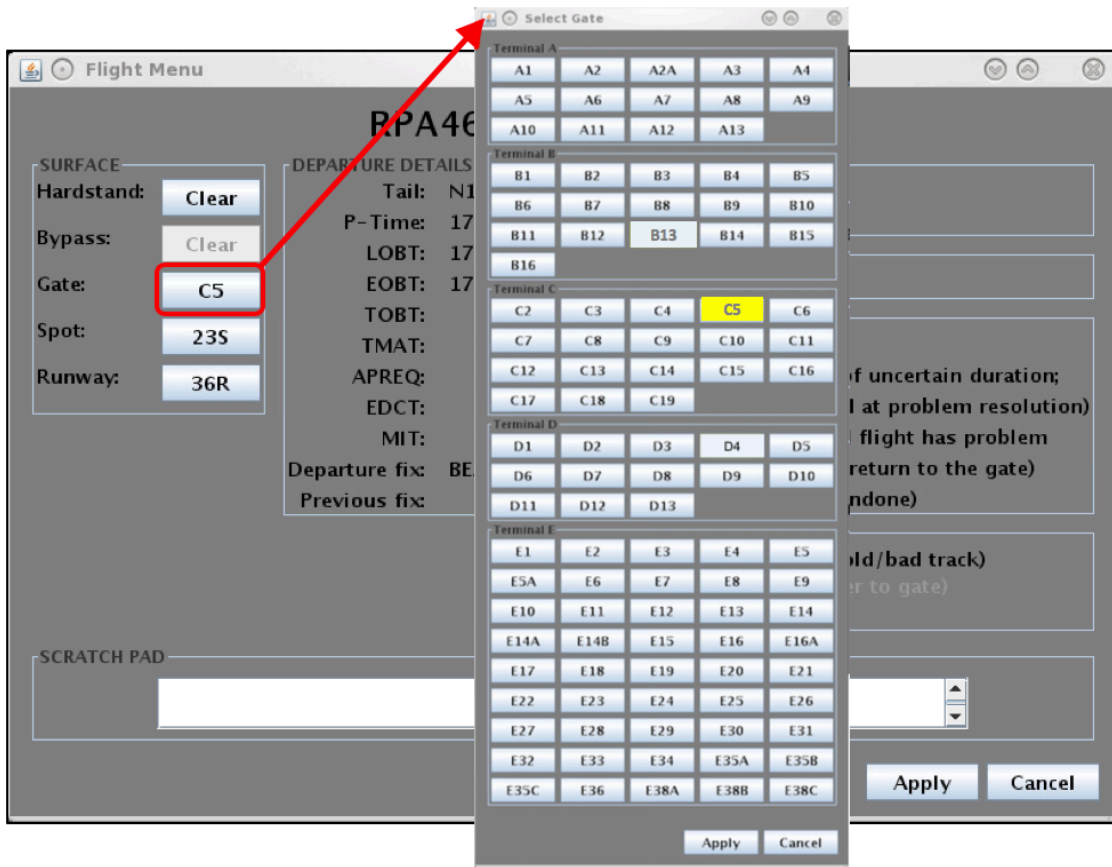 Select Gate
Terminal A
A1 A2 A2A A3 A4
A5 A6 A7 A8 A9
A10 A11 A12 A13
Terminal B
B1 B2 B3 B4 B5
B6 B7 B8 B9 B10
B11 B12 B13 B14 B15
B16
Terminal C
C2 C3 C4 C5 C6
C7 C8 C9 C10 C11
C12 C13 C14 C15 C16
C17 C18 C19
Terminal D
D1 D2 D3 D4 D5
D6 D7 D8 D9 D10
D11 D12 D13
Terminal E
E1 E2 E3 E4 E5
E5A E6 E7 E8 E9
E10 E11 E12 E13 E14
E14A E14B E15 E16 E16A
E17 E18 E19 E20 E21
E22 E23 E24 E25 E26
E27 E28 E29 E30 E31
E32 E33 E34 E35A E35B
E35C E36 E38A E38B E38C
Apply Cancel
Flight Menu
RPA46
SURFACE
Hardstand: Clear
Bypass: Clear
Gate: C5
Spot: 23S
Runway: 36R
DEPARTURE DETAILS
Tail: N1
P-Time: 17
LOBT: 17
EOBT: 17
TOBT:
TMAT:
APREQ:
EDCT:
MIT:
Departure fix: BE
Previous fix:
of uncertain duration;
at problem resolution)
flight has problem
return to the gate)
ndone)
old/bad track)
er to gate)
SCRATCH PAD
Apply Cancel